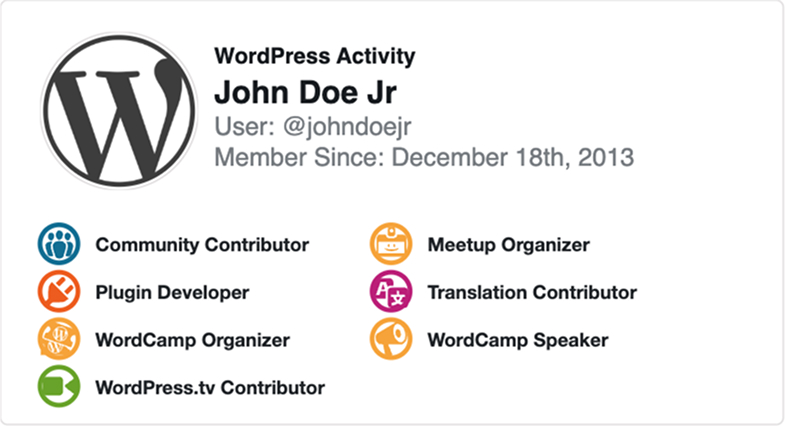 WordPress Activity
John Doe Jr
User: @johndoejr
Member Since: December 18th, 2013
Community Contributor
Meetup Organizer
Plugin Developer
Translation Contributor
WordCamp Organizer
WordCamp Speaker
WordPress.tv Contributor